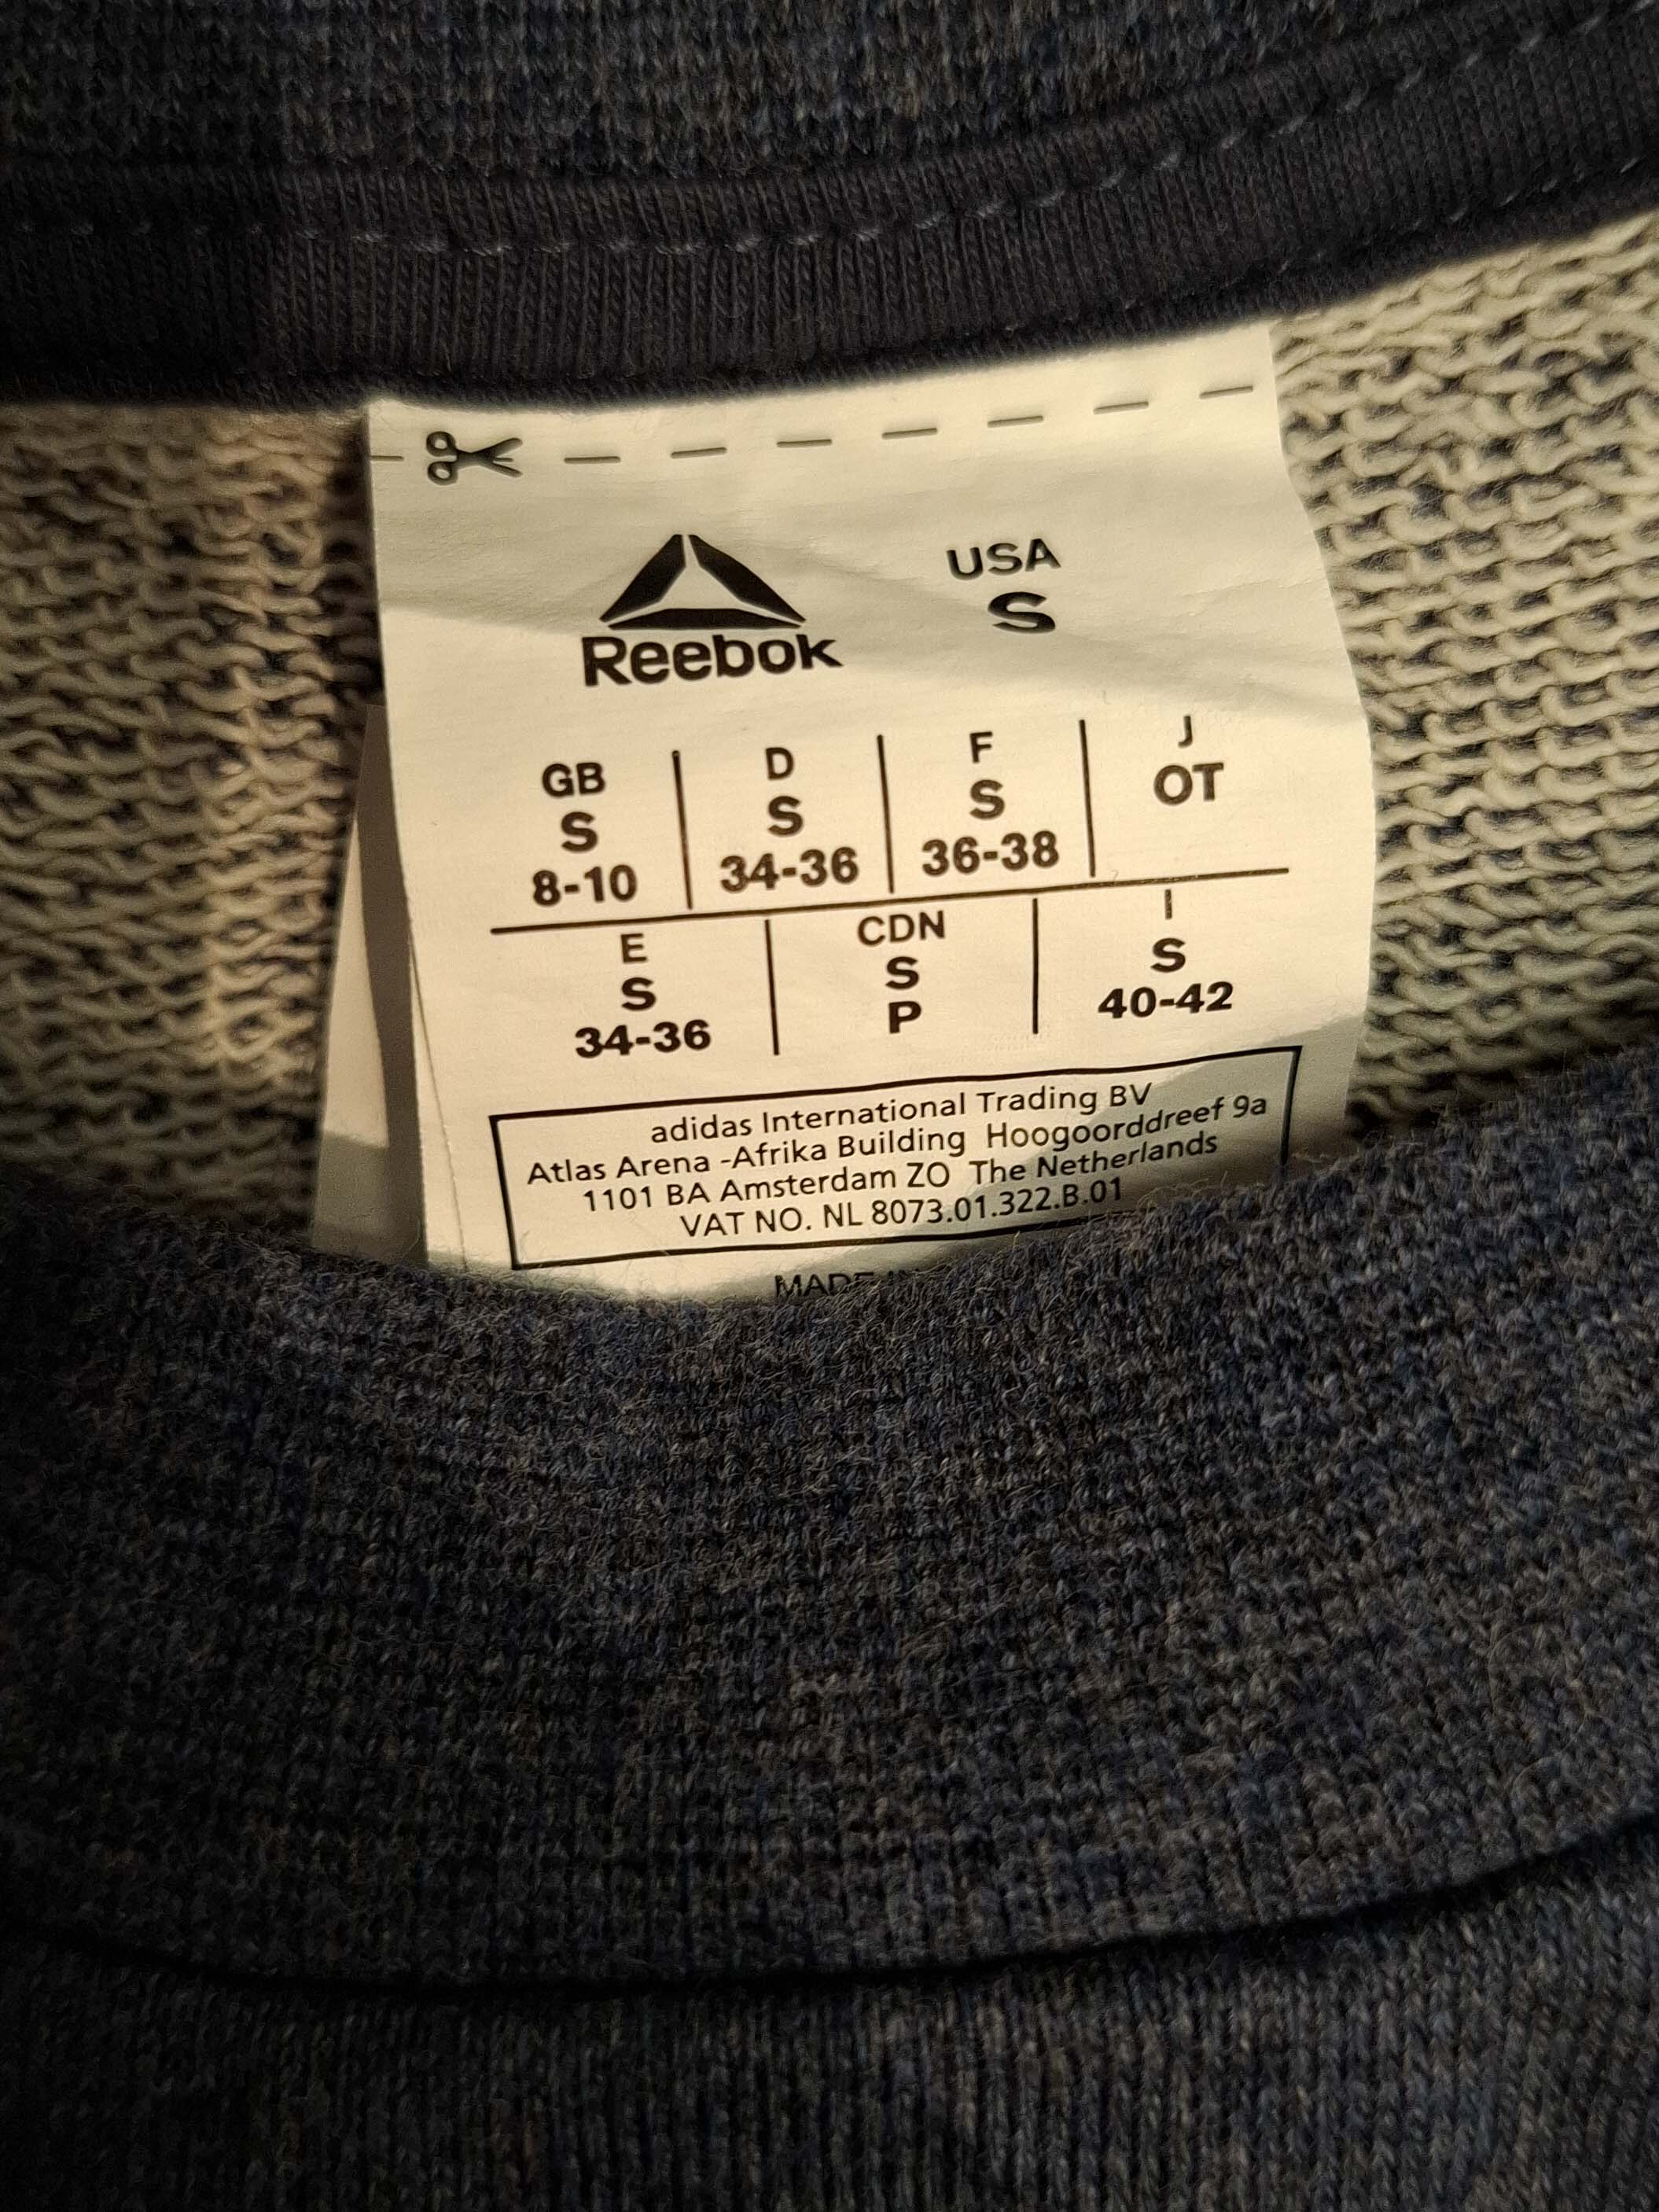 USA
S
Reebok
GB
S
8-10
D
S
34-36
F
S
36-38
J
OT
E
S
34-36
CDN
S
P
I
S
40-42
adidas International Trading BV
Atlas Arena -Afrika Building Hoogoorddreef 9a
1101 BA Amsterdam ZO The Netherlands
VAT NO. NL 8073.01.322.B.01
MADE IN